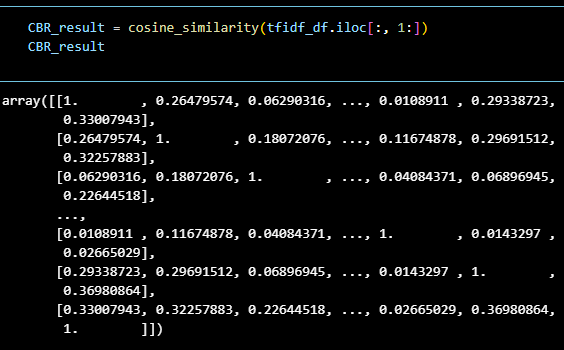 CBR_result = cosine_similarity(tfidf_df.iloc[:, 1:])
CBR_result
array([[1.        , 0.26479574, 0.06290316, ..., 0.0108911 , 0.29338723,
        0.33007943],
       [0.26479574, 1.        , 0.18072076, ..., 0.11674878, 0.29691512,
        0.32257883],
       [0.06290316, 0.18072076, 1.        , ..., 0.04084371, 0.06896945,
        0.22644518],
       ...,
       [0.0108911 , 0.11674878, 0.04084371, ..., 1.        , 0.0143297 ,
        0.02665029],
       [0.29338723, 0.29691512, 0.06896945, ..., 0.0143297 , 1.        ,
        0.36980864],
       [0.33007943, 0.32257883, 0.22644518, ..., 0.02665029, 0.36980864,
        1.        ]])